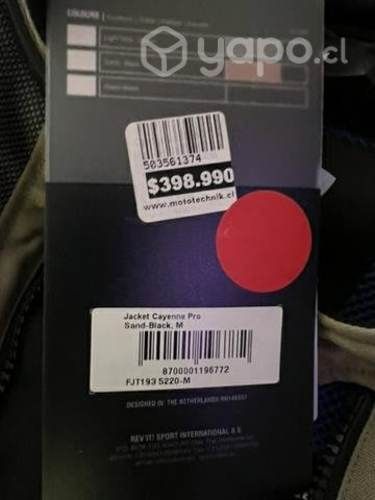 COLOURS
yapo.cl
503561374
$398.990
www.mototechnik.cl
Jacket Cayenne Pro
Sand-Black, M
8700001196772
FJT193 5220-M
DESIGNED IN THE NETHERLANDS
REV'IT! SPORT INTERNATIONAL B.V.